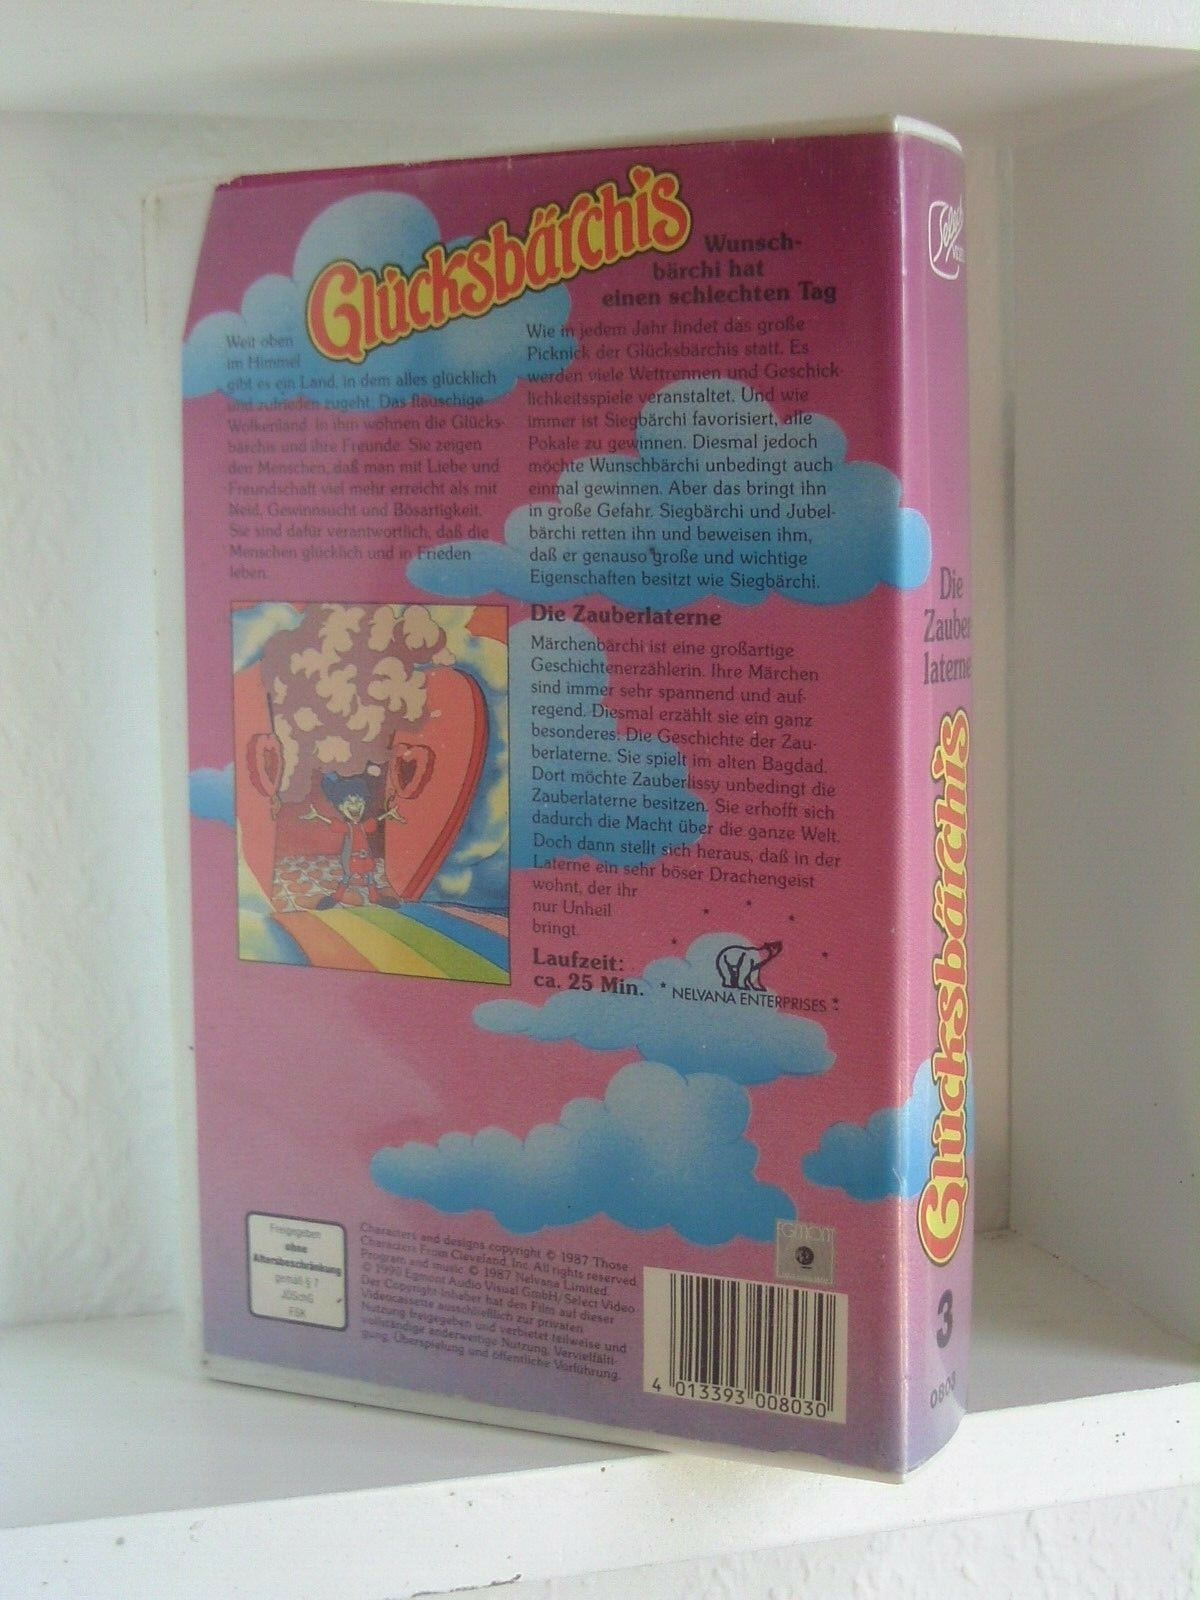 Glücksbärchis
Weit oben
im Himmel
gibt es ein Land, in dem alles glücklich
und zufrieden zugeht. Das flauschige
Wolkenland. In ihm wohnen die Glücks-
bärchis und ihre Freunde. Sie zeigen
den Menschen, daß man mit Liebe und
Freundschaft viel mehr erreicht als mit
Neid, Gewinnsucht und Bösartigkeit.
Sie sind dafür verantwortlich, daß die
Menschen glücklich und in Frieden
leben.
Wunsch-
bärchi hat
einen schlechten Tag
Wie in jedem Jahr findet das große
Picknick der Glücksbärchis statt. Es
werden viele Wettrennen und Geschick-
lichkeitsspiele veranstaltet. Und wie
immer ist Siegbärchi favorisiert, alle
Pokale zu gewinnen. Diesmal jedoch
möchte Wunschbärchi unbedingt auch
einmal gewinnen. Aber das bringt ihn
in große Gefahr. Siegbärchi und Jubel-
bärchi retten ihn und beweisen ihm,
daß er genauso große und wichtige
Eigenschaften besitzt wie Siegbärchi.
Die Zauberlaterne
Märchenbärchi ist eine großartige
Geschichtenerzählerin. Ihre Märchen
sind immer sehr spannend und auf-
regend. Diesmal erzählt sie ein ganz
besonderes: Die Geschichte der Zau-
berlaterne. Sie spielt im alten Bagdad.
Dort möchte Zauberlissy unbedingt die
Zauberlaterne besitzen. Sie erhofft sich
dadurch die Macht über die ganze Welt.
Doch dann stellt sich heraus, daß in der
Laterne ein sehr böser Drachengeist
wohnt, der ihr
nur Unheil
bringt.
Laufzeit:
ca. 25 Min.
NELVANA ENTERPRISES
Freigegeben
ohne
Altersbeschränkung
gemäß § 7
JÖSchG
FSK
Characters and designs copyright © 1987 Those
Characters From Cleveland, Inc. All rights reserved
Program and music © 1987 Nelvana Limited.
© 1990 Egmont Audio Visual GmbH/Select Video
Der Copyright-Inhaber hat den Film auf dieser
Videocassette ausschließlich zur privaten
Nutzung freigegeben und verbietet teilweise und
vollständige anderweitige Nutzung, Vervielfälti-
gung, Überspielung und öffentliche Vorführung.
EGMONT
4 013393 008030
Select
Die
Zauber
laterne
Glücksbärchis
3